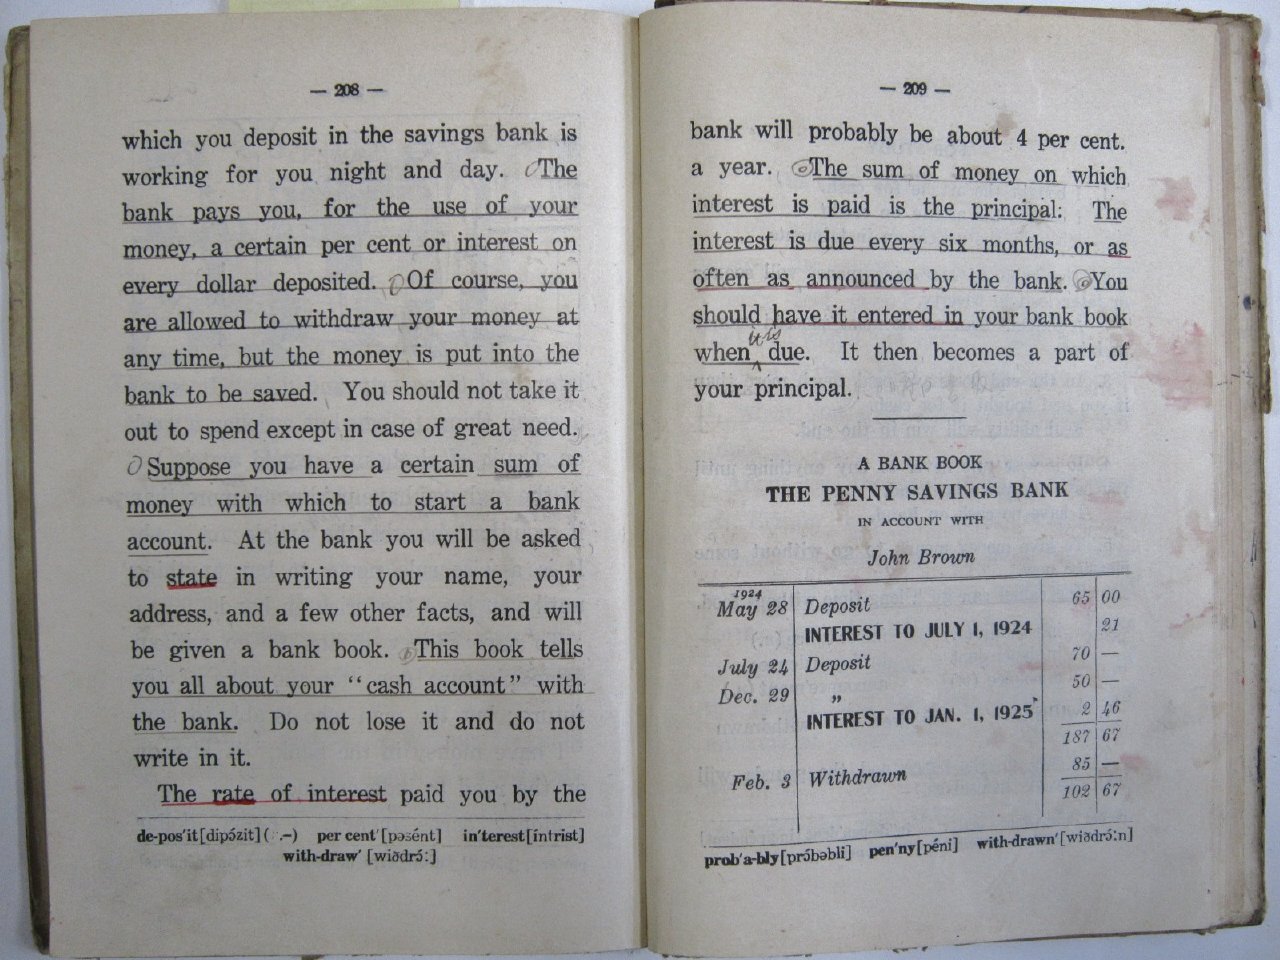 — 208 —
which you deposit in the savings bank is
working for you night and day. The
bank pays you, for the use of your
money, a certain per cent or interest on
every dollar deposited. Of course, you
are allowed to withdraw your money at
any time, but the money is put into the
bank to be saved. You should not take it
out to spend except in case of great need.
Suppose you have a certain sum of
money with which to start a bank
account. At the bank you will be asked
to state in writing your name, your
address, and a few other facts, and will
be given a bank book. This book tells
you all about your “cash account” with
the bank. Do not lose it and do not
write in it.
The rate of interest paid you by the
de-pos′it [dipɔ́zit] (…–) per cent′ [pəsént] in′terest [íntrist]
with-draw′ [wiðdrɔ́ː]
— 209 —
bank will probably be about 4 per cent.
a year. The sum of money on which
interest is paid is the principal: The
interest is due every six months, or as
often as announced by the bank. You
should have it entered in your bank book
it is
when due. It then becomes a part of
your principal.
A BANK BOOK
THE PENNY SAVINGS BANK
IN ACCOUNT WITH
John Brown
1924
May 28 Deposit 65 00
INTEREST TO JULY 1, 1924 21
July 24 Deposit 70 —
Dec. 29 „ 50 —
INTEREST TO JAN. 1, 1925 2 46
187 67
Feb. 3 Withdrawn 85 —
102 67
prob′a-bly [prɔ́bəbli] pen′ny [péni] with-drawn′ [wiðdrɔ́ːn]